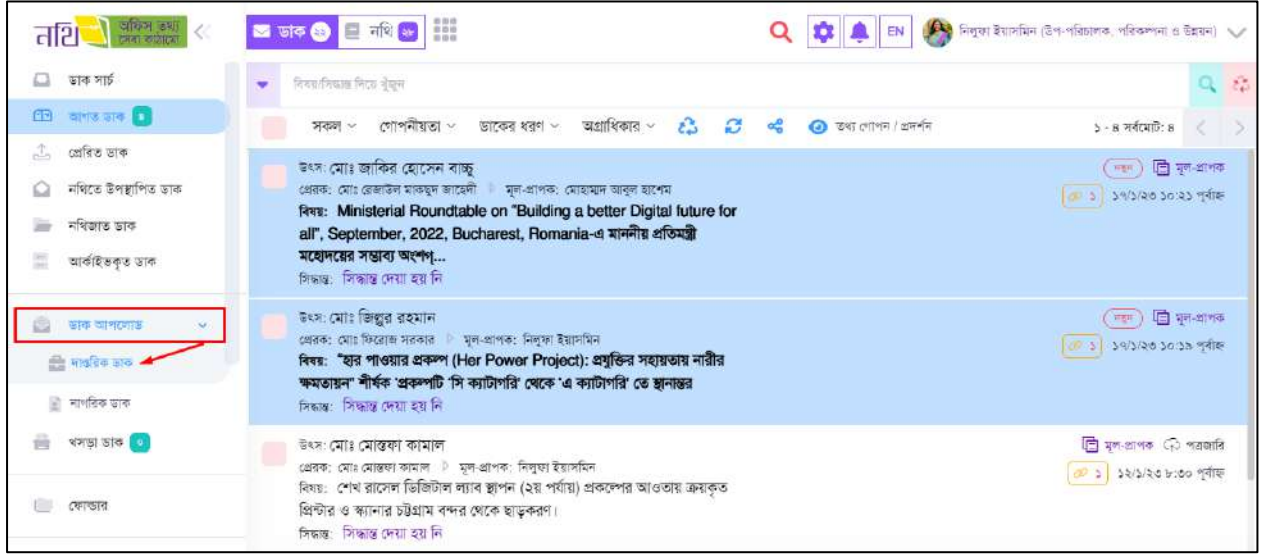 নথি অফিস তথ্য
সেবা কাঠামো
ডাক ২২ নথি ২৮
EN নিলুফা ইয়াসমিন (উপ-পরিচালক, পরিকল্পনা ও উন্নয়ন)
ডাক সার্চ
আগত ডাক ৪
প্রেরিত ডাক
নথিতে উপস্থাপিত ডাক
নথিজাত ডাক
আর্কাইভকৃত ডাক
ডাক আপলোড
দাপ্তরিক ডাক
নাগরিক ডাক
খসড়া ডাক ০
ফোল্ডার
বিষয়/সিদ্ধান্ত দিয়ে খুঁজুন
সকল গোপনীয়তা ডাকের ধরণ অগ্রাধিকার তথ্য গোপন / প্রদর্শন ১ - ৪ সর্বমোট: ৪
উৎস: মোঃ জাকির হোসেন বাচ্চু নতুন মূল-প্রাপক
প্রেরক: মোঃ রেজাউল মাকছুদ জাহেদী মূল-প্রাপক: মোহাম্মদ আবুল হাশেম
১ ১৭/১/২৩ ১০:২১ পূর্বাহ্ন
বিষয়: Ministerial Roundtable on "Building a better Digital future for
all", September, 2022, Bucharest, Romania-এ মাননীয় প্রতিমন্ত্রী
মহোদয়ের সম্ভাব্য অংশগ্...
সিদ্ধান্ত: সিদ্ধান্ত দেয়া হয় নি
উৎস: মোঃ জিল্লুর রহমান নতুন মূল-প্রাপক
প্রেরক: মোঃ ফিরোজ সরকার মূল-প্রাপক: নিলুফা ইয়াসমিন
১ ১৭/১/২৩ ১০:১৯ পূর্বাহ্ন
বিষয়: "হার পাওয়ার প্রকল্প (Her Power Project): প্রযুক্তির সহায়তায় নারীর
ক্ষমতায়ন" শীর্ষক 'প্রকল্পটি 'সি ক্যাটাগরি' থেকে 'এ ক্যাটাগরি' তে স্থানান্তর
সিদ্ধান্ত: সিদ্ধান্ত দেয়া হয় নি
উৎস: মোঃ মোস্তফা কামাল মূল-প্রাপক পত্রজারি
প্রেরক: মোঃ মোস্তফা কামাল মূল-প্রাপক: নিলুফা ইয়াসমিন
১ ১২/১/২৩ ৮:৩০ পূর্বাহ্ন
বিষয়: শেখ রাসেল ডিজিটাল ল্যাব স্থাপন (২য় পর্যায়) প্রকল্পের আওতায় ক্রয়কৃত
প্রিন্টার ও স্ক্যানার চট্টগ্রাম বন্দর থেকে ছাড়করণ।
সিদ্ধান্ত: সিদ্ধান্ত দেয়া হয় নি